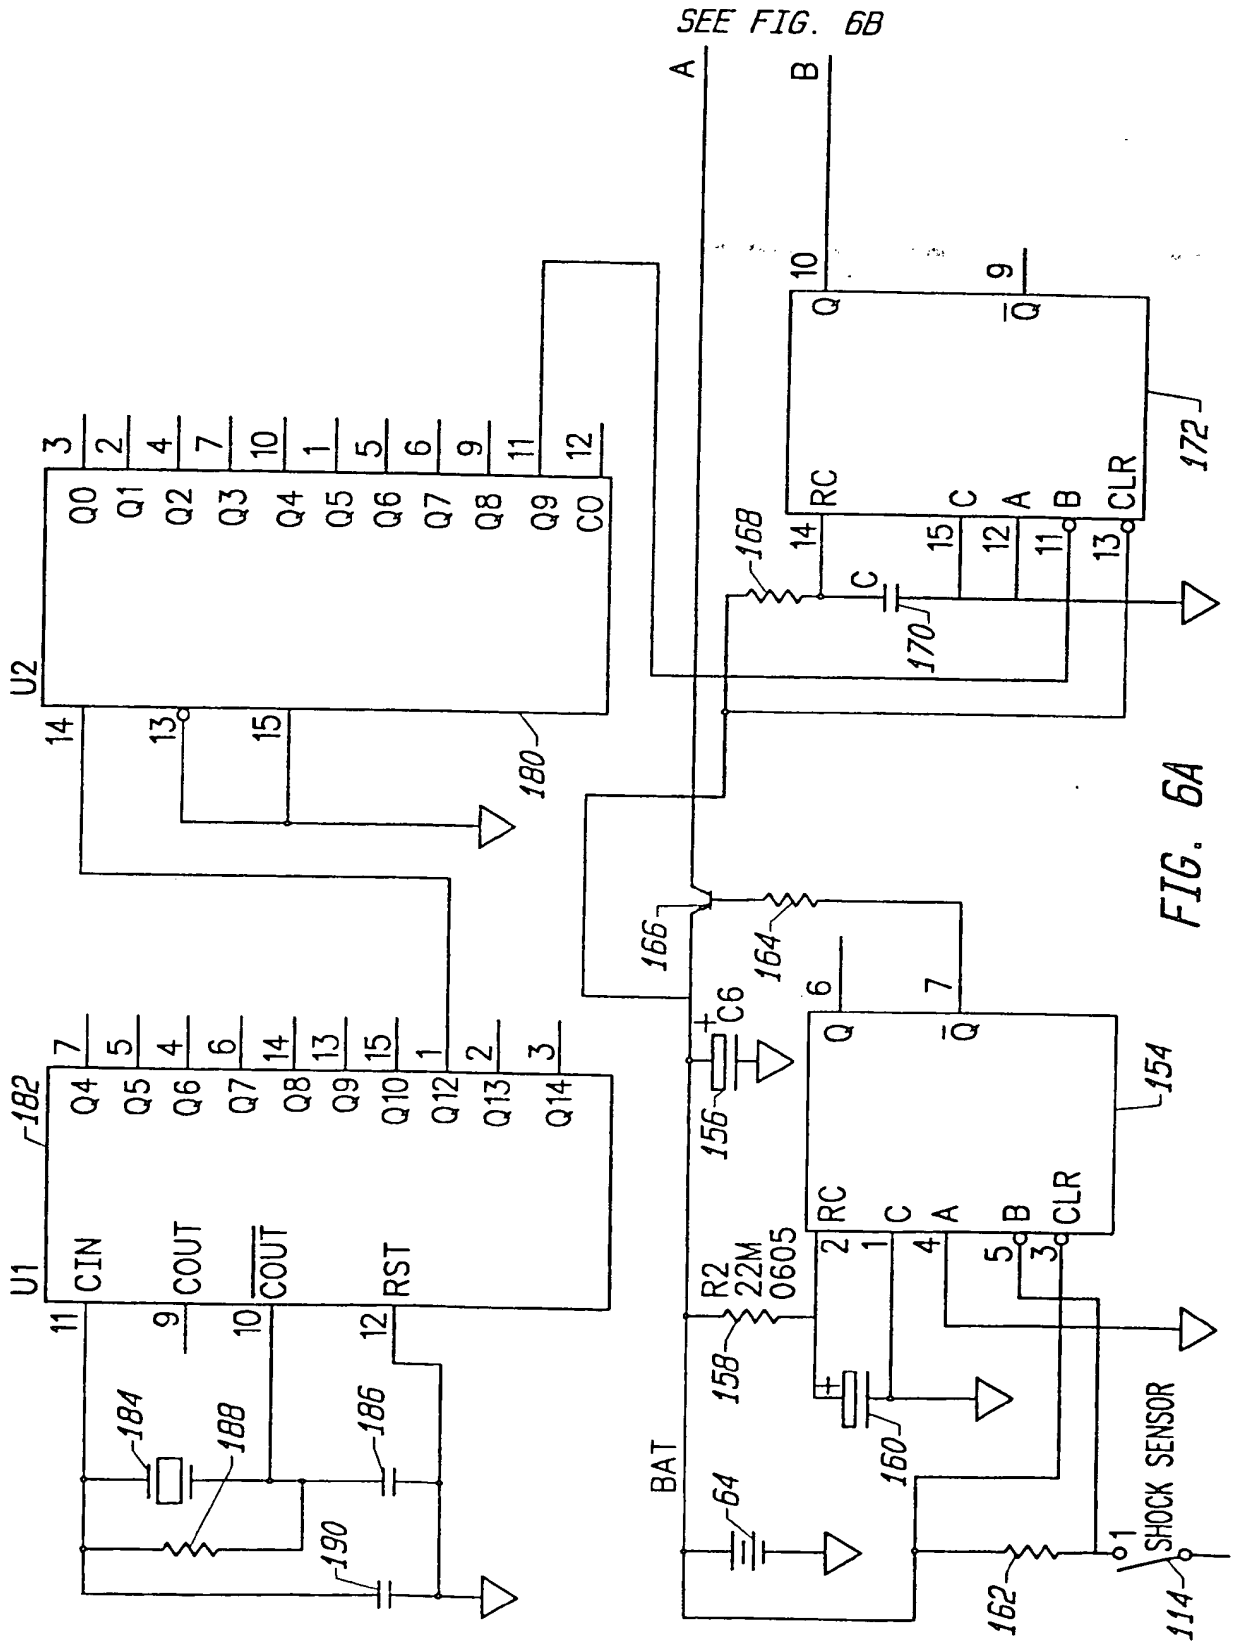 SEE FIG. 6B
A
B
U1
182
CIN
COUT
COUT
RST
11
9
10
12
Q4
Q5
Q6
Q7
Q8
Q9
Q10
Q12
Q13
Q14
7
5
4
6
14
13
15
1
2
3
184
188
186
190
U2
14
13
15
180
Q0
Q1
Q2
Q3
Q4
Q5
Q6
Q7
Q8
Q9
CO
3
2
4
7
10
1
5
6
9
11
12
BAT
64
R2
22M
0605
158
160
+
156
+
C6
166
164
162
114
1
SHOCK SENSOR
RC
C
A
B
CLR
2
1
4
5
3
Q
Q
6
7
154
168
C
170
RC
C
A
B
CLR
14
15
12
11
13
Q
Q
10
9
172
FIG. 6A